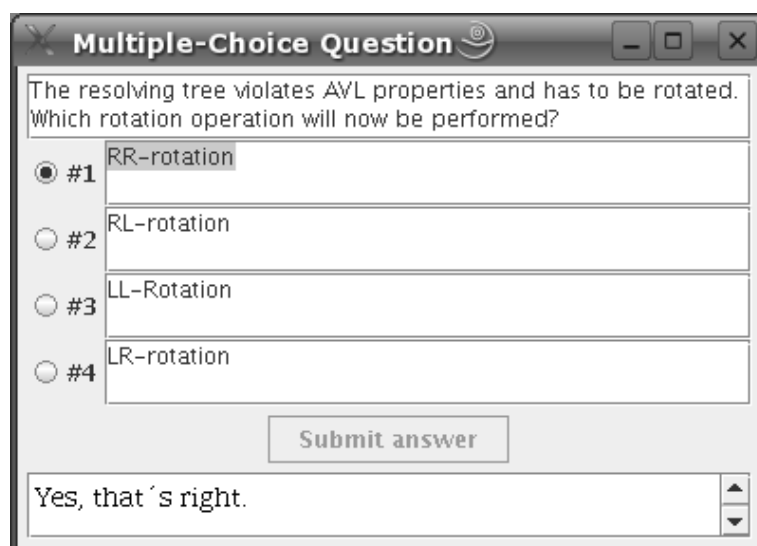 Multiple-Choice Question
The resolving tree violates AVL properties and has to be rotated.
Which rotation operation will now be performed?
#1 RR-rotation
#2 RL-rotation
#3 LL-Rotation
#4 LR-rotation
Submit answer
Yes, that´s right.